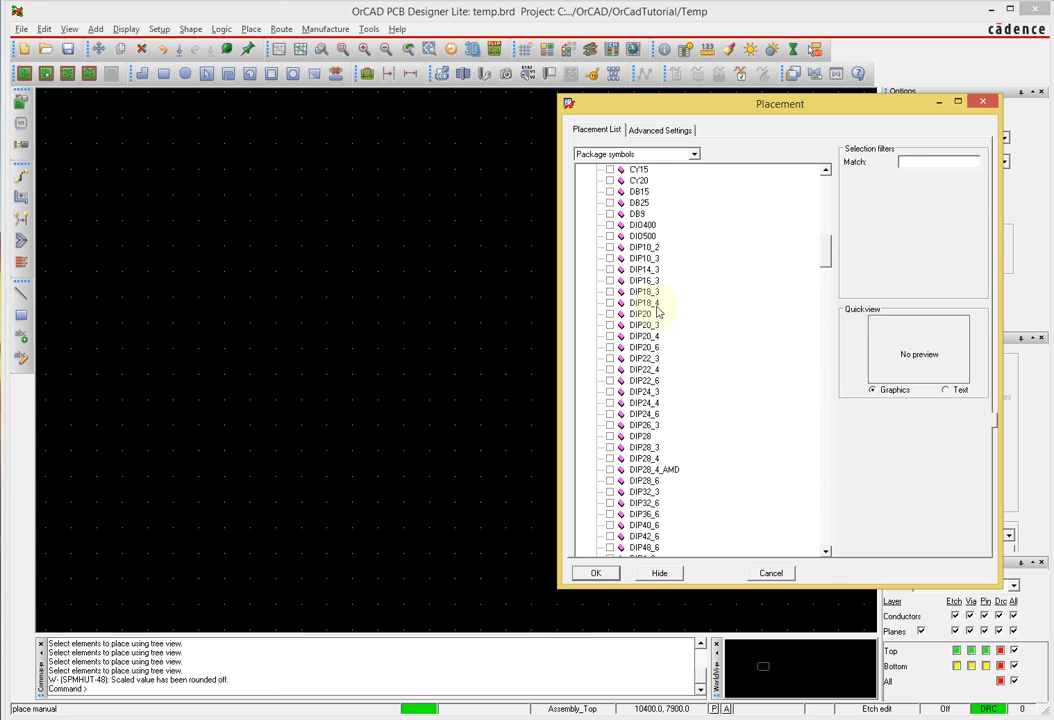 OrCAD PCB Designer Lite: temp.brd Project: C:.../OrCAD/OrCadTutorial/Temp
File Edit View Add Display Setup Shape Logic Place Route Manufacture Tools Help
cādence
Options
Placement
Placement List Advanced Settings
Package symbols
CY15
CY20
DB15
DB25
DB9
DIO400
DIO500
DIP10_2
DIP10_3
DIP14_3
DIP16_3
DIP18_3
DIP18_4
DIP20
DIP20_3
DIP20_4
DIP20_6
DIP22_3
DIP22_4
DIP22_6
DIP24_3
DIP24_4
DIP24_6
DIP26_3
DIP28
DIP28_3
DIP28_4
DIP28_4_AMD
DIP28_6
DIP32_3
DIP32_6
DIP36_6
DIP40_6
DIP42_6
DIP48_6
Selection filters
Match:
Quickview
No preview
Graphics Text
OK Hide Cancel
Layer Etch Via Pin Drc All
Conductors
Planes
Top
Bottom
All
Select elements to place using tree view.
Select elements to place using tree view.
Select elements to place using tree view.
Select elements to place using tree view.
W- (SPMHUT-48): Scaled value has been rounded off.
Command >
Command
WorldView
place manual Assembly_Top 10400.0, 7900.0 P A Etch edit Off DRC 0